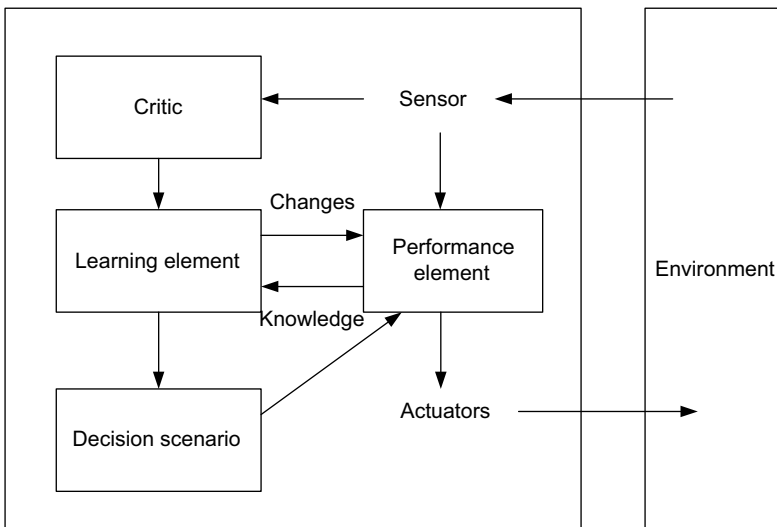 Critic
Sensor
Changes
Learning element
Performance
element
Environment
Knowledge
Decision scenario
Actuators